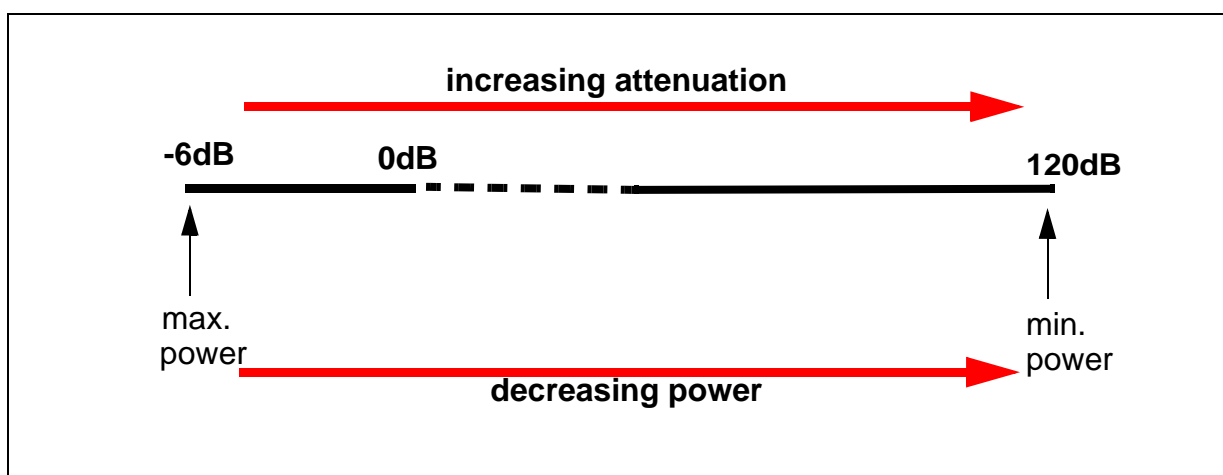 increasing attenuation
-6dB
0dB
120dB
max.
power
min.
power
decreasing power